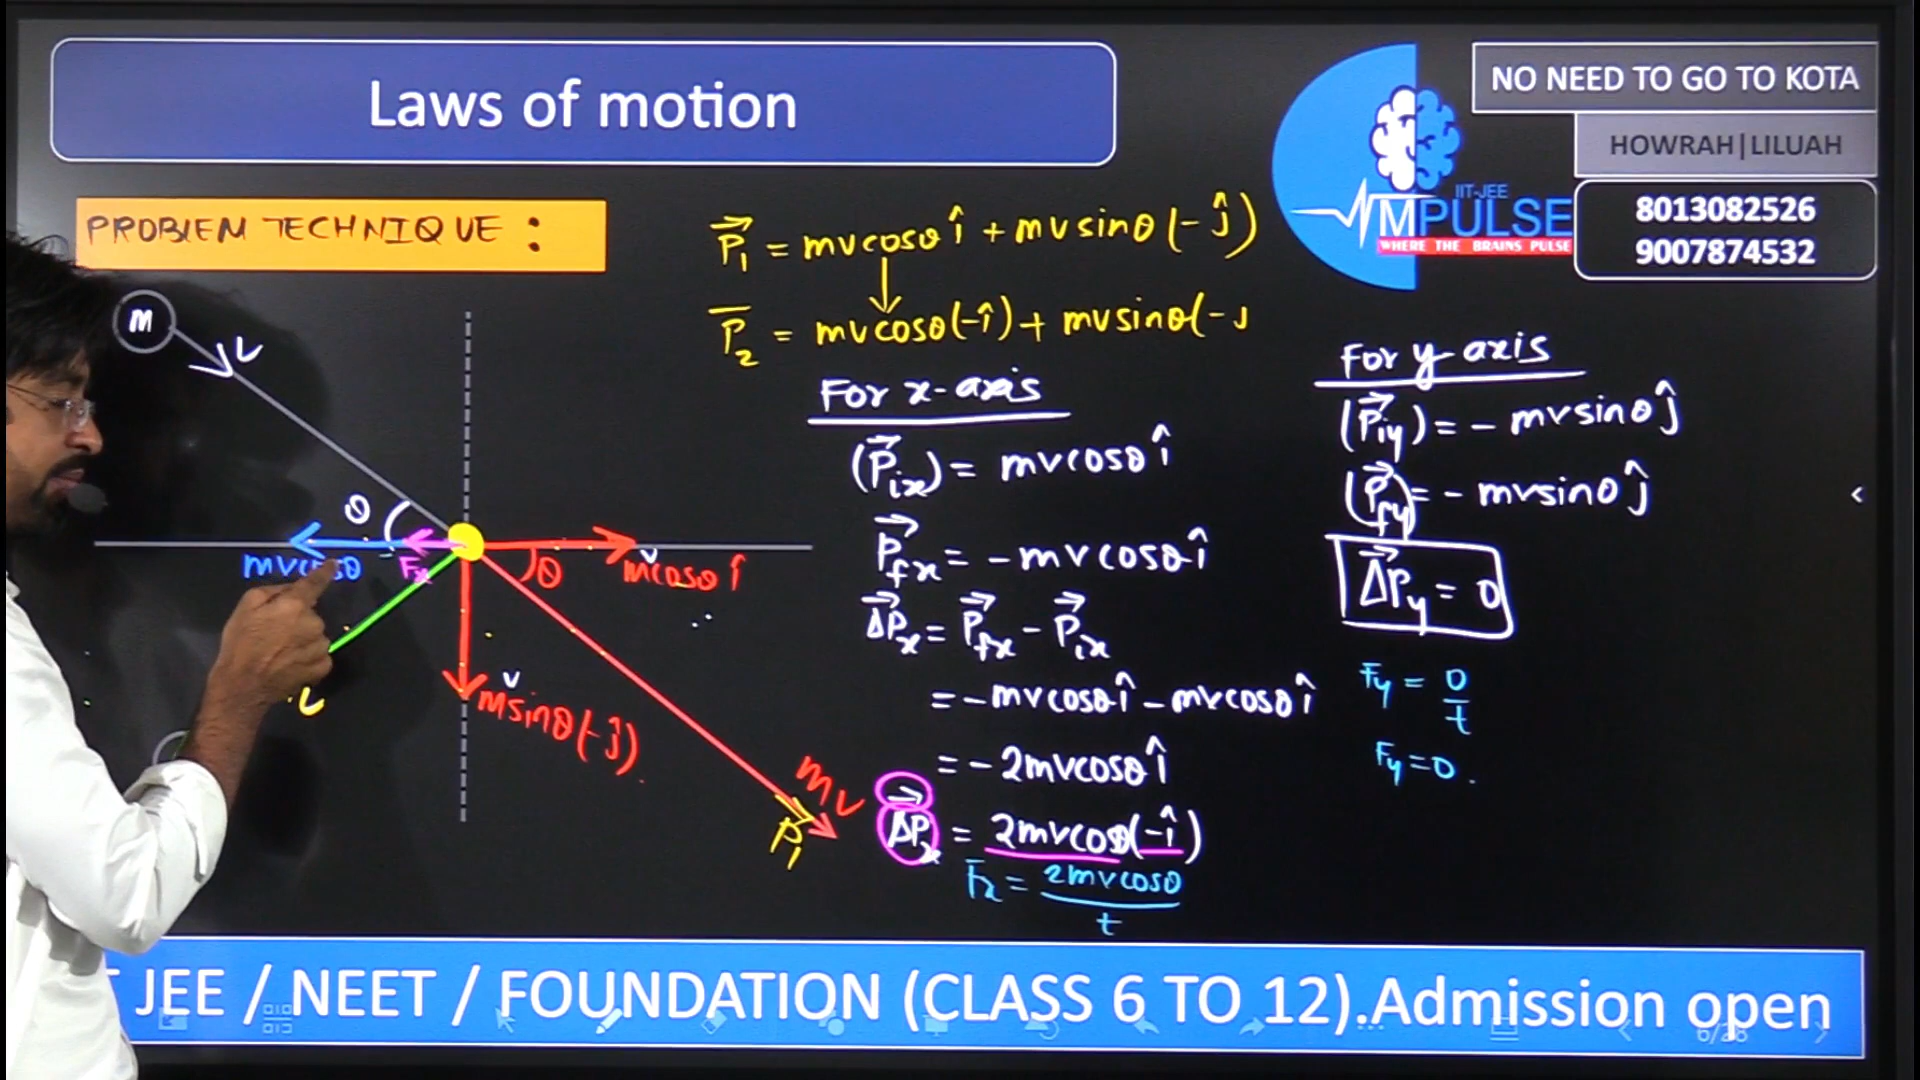 Laws of motion
NO NEED TO GO TO KOTA
HOWRAH|LILUAH
IIT-JEE
MPULSE
WHERE THE BRAINS PULSE
8013082526
9007874532
PROBLEM TECHNIQUE :
P⃗₁ = mvcosθ î + mvsinθ (-ĵ)
P̅₂ = mvcosθ(-î) + mvsinθ(-J
M
V
θ
mvcosθ
Fx
θ
mvcosθ î
mvsinθ(-ĵ).
L
mv
P⃗₁
For x-axis
(P⃗ix) = mvcosθ î
P⃗fx = -mvcosθ î
ΔP⃗x = P⃗fx - P⃗ix
= -mvcosθ î - mvcosθ î
= -2mvcosθ î
ΔP⃗x = 2mvcosθ(-î)
Fx = 2mvcosθ / t
For y-axis
(P⃗iy) = - mvsinθ ĵ
(P⃗fy) = - mvsinθ ĵ
ΔP⃗y = 0
Fy = 0 / t
Fy = 0.
JEE / NEET / FOUNDATION (CLASS 6 TO 12).Admission open
6/28